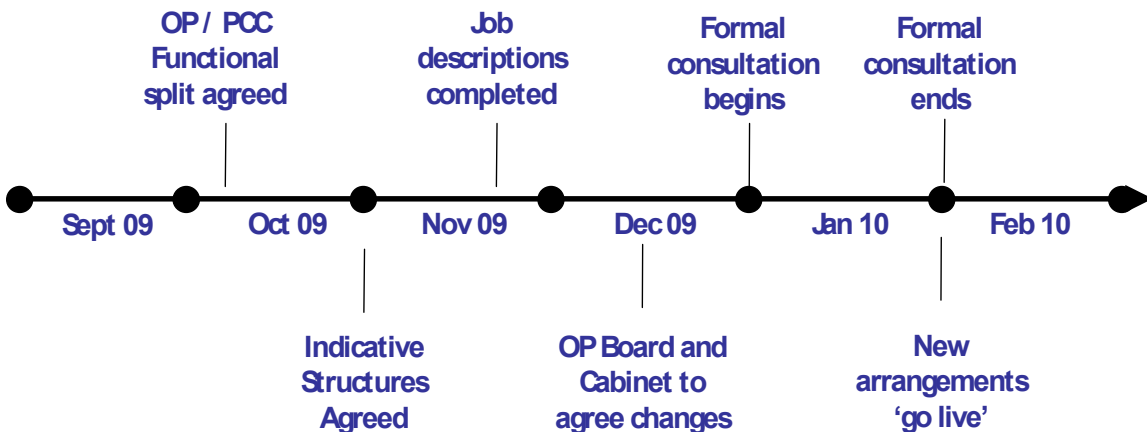 OP / PCC
Functional
split agreed
Job
descriptions
completed
Formal
consultation
begins
Formal
consultation
ends
Sept 09
Oct 09
Nov 09
Dec 09
Jan 10
Feb 10
Indicative
Structures
Agreed
OP Board and
Cabinet to
agree changes
New
arrangements
‘go live’